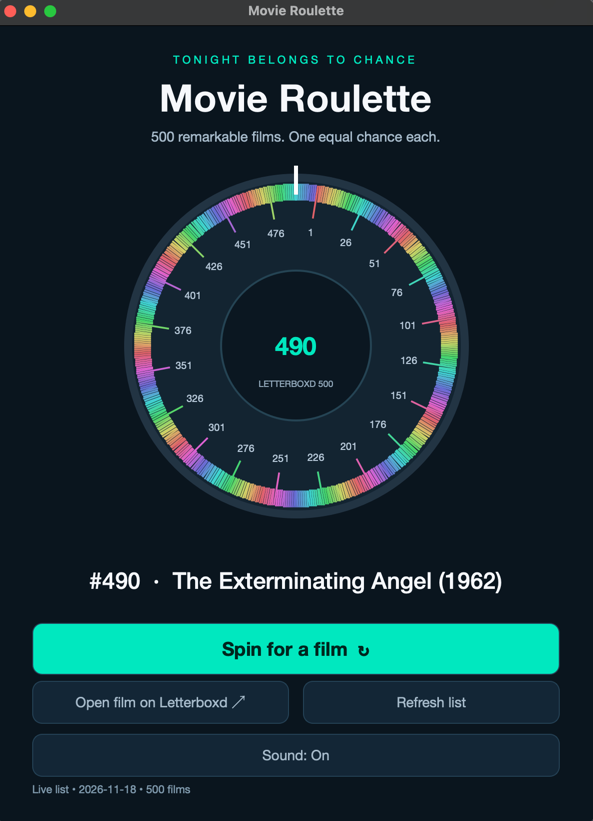 Movie Roulette
TONIGHT BELONGS TO CHANCE
Movie Roulette
500 remarkable films. One equal chance each.
476
1
451
26
426
51
401
76
376
101
351
126
326
151
301
176
276
201
251
226
490
LETTERBOXD 500
#490 · The Exterminating Angel (1962)
Spin for a film ↻
Open film on Letterboxd ↗
Refresh list
Sound: On
Live list • 2026-11-18 • 500 films